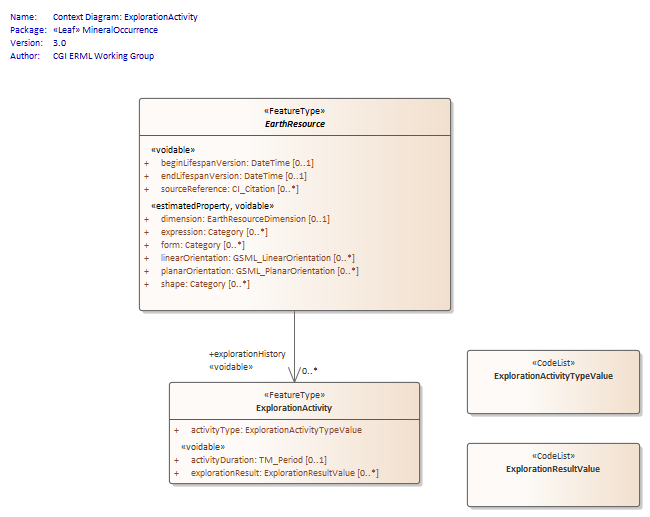 Name: Context Diagram: ExplorationActivity
Package: «Leaf» MineralOccurrence
Version: 3.0
Author: CGI ERML Working Group
«FeatureType»
EarthResource
«voidable»
+ beginLifespanVersion: DateTime [0..1]
+ endLifespanVersion: DateTime [0..1]
+ sourceReference: CI_Citation [0..*]
«estimatedProperty, voidable»
+ dimension: EarthResourceDimension [0..1]
+ expression: Category [0..*]
+ form: Category [0..*]
+ linearOrientation: GSML_LinearOrientation [0..*]
+ planarOrientation: GSML_PlanarOrientation [0..*]
+ shape: Category [0..*]
+explorationHistory
«voidable»
0..*
«FeatureType»
ExplorationActivity
+ activityType: ExplorationActivityTypeValue
«voidable»
+ activityDuration: TM_Period [0..1]
+ explorationResult: ExplorationResultValue [0..*]
«CodeList»
ExplorationActivityTypeValue
«CodeList»
ExplorationResultValue